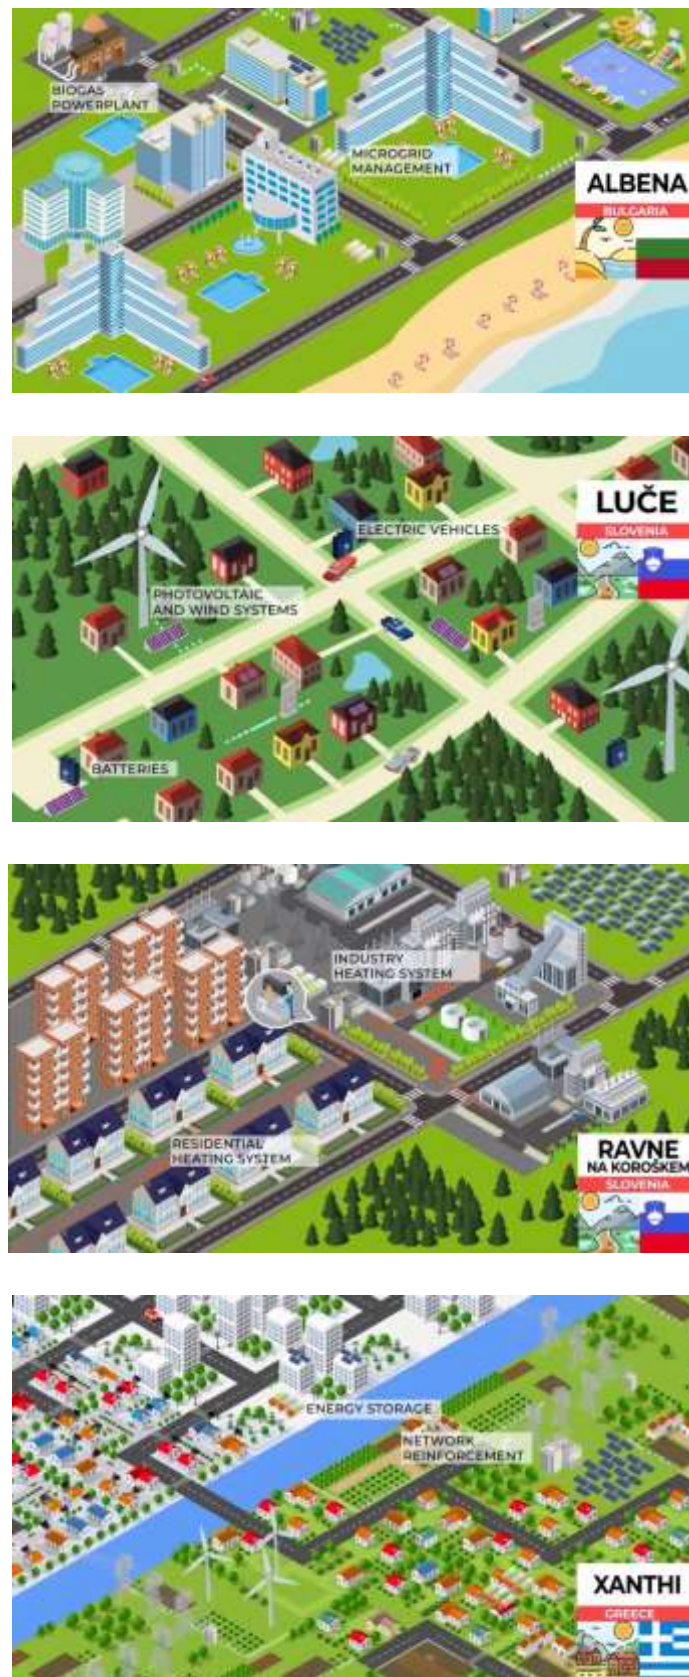 BIOGAS
POWERPLANT
MICROGRID
MANAGEMENT
ALBENA
BULGARIA
ELECTRIC VEHICLES
LUČE
SLOVENIA
PHOTOVOLTAIC
AND WIND SYSTEMS
BATTERIES
INDUSTRY
HEATING SYSTEM
RESIDENTIAL
HEATING SYSTEM
RAVNE
NA KOROŠKEM
SLOVENIA
ENERGY STORAGE
NETWORK
REINFORCEMENT
XANTHI
GREECE